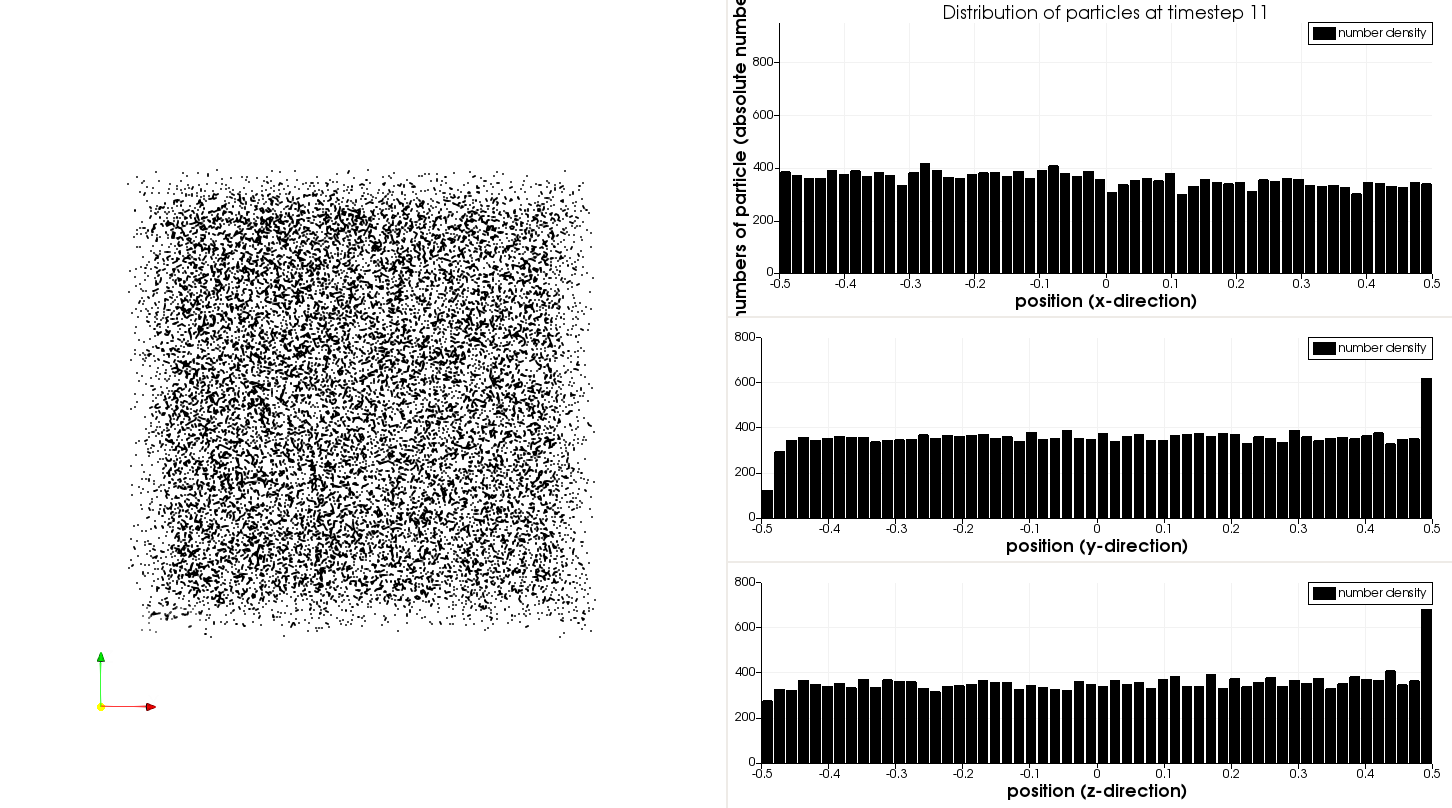 Distribution of particles at timestep 11
numbers of particle (absolute number
number density
800
600
400
200
0
-0.5 -0.4 -0.3 -0.2 -0.1 0 0.1 0.2 0.3 0.4 0.5
position (x-direction)
number density
800
600
400
200
0
-0.5 -0.4 -0.3 -0.2 -0.1 0 0.1 0.2 0.3 0.4 0.5
position (y-direction)
number density
800
600
400
200
0
-0.5 -0.4 -0.3 -0.2 -0.1 0 0.1 0.2 0.3 0.4 0.5
position (z-direction)